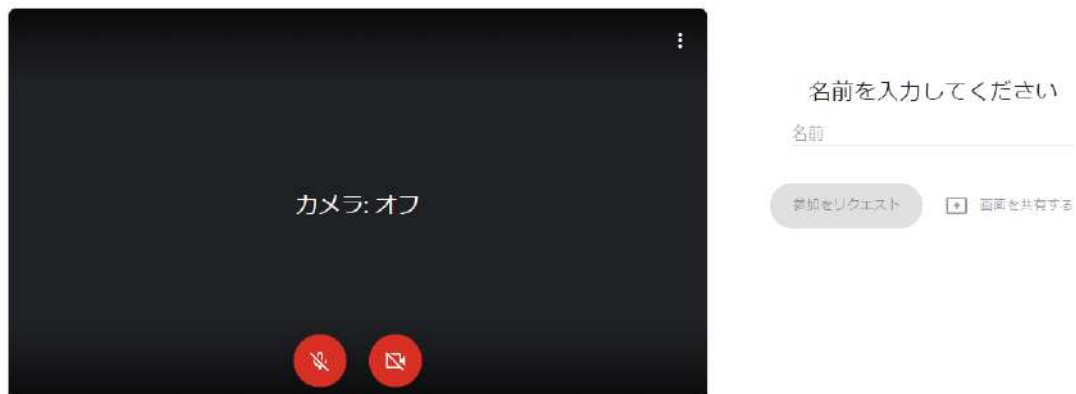 カメラ: オフ
名前を入力してください
名前
参加をリクエスト
画面を共有する